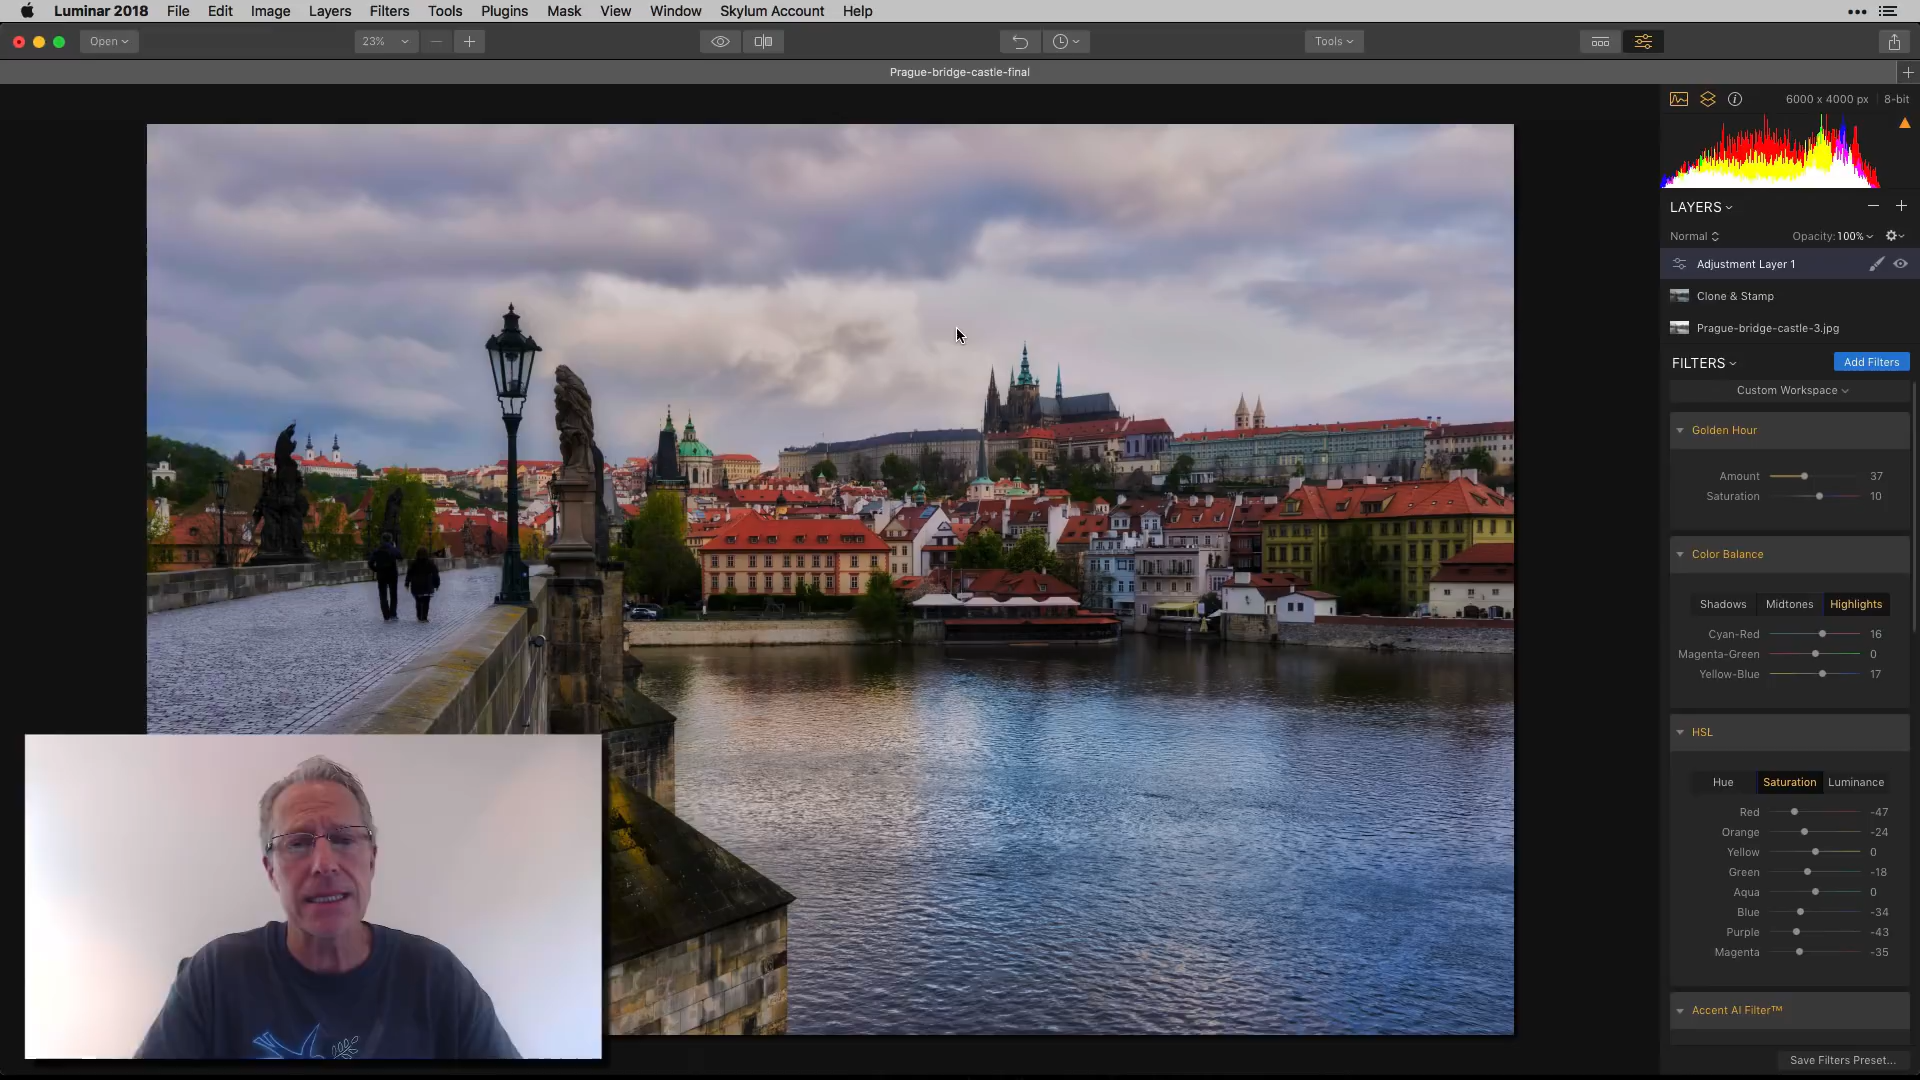 Luminar 2018 File Edit Image Layers Filters Tools Plugins Mask View Window Skylum Account Help
Open 23% Tools
Prague-bridge-castle-final
6000 x 4000 px 8-bit
LAYERS
Normal Opacity: 100%
Adjustment Layer 1
Clone & Stamp
Prague-bridge-castle-3.jpg
FILTERS Add Filters
Custom Workspace
Golden Hour
Amount 37
Saturation 10
Color Balance
Shadows Midtones Highlights
Cyan-Red 16
Magenta-Green 0
Yellow-Blue 17
HSL
Hue Saturation Luminance
Red -47
Orange -24
Yellow 0
Green -18
Aqua 0
Blue -34
Purple -43
Magenta -35
Accent AI Filter™
Save Filters Preset...